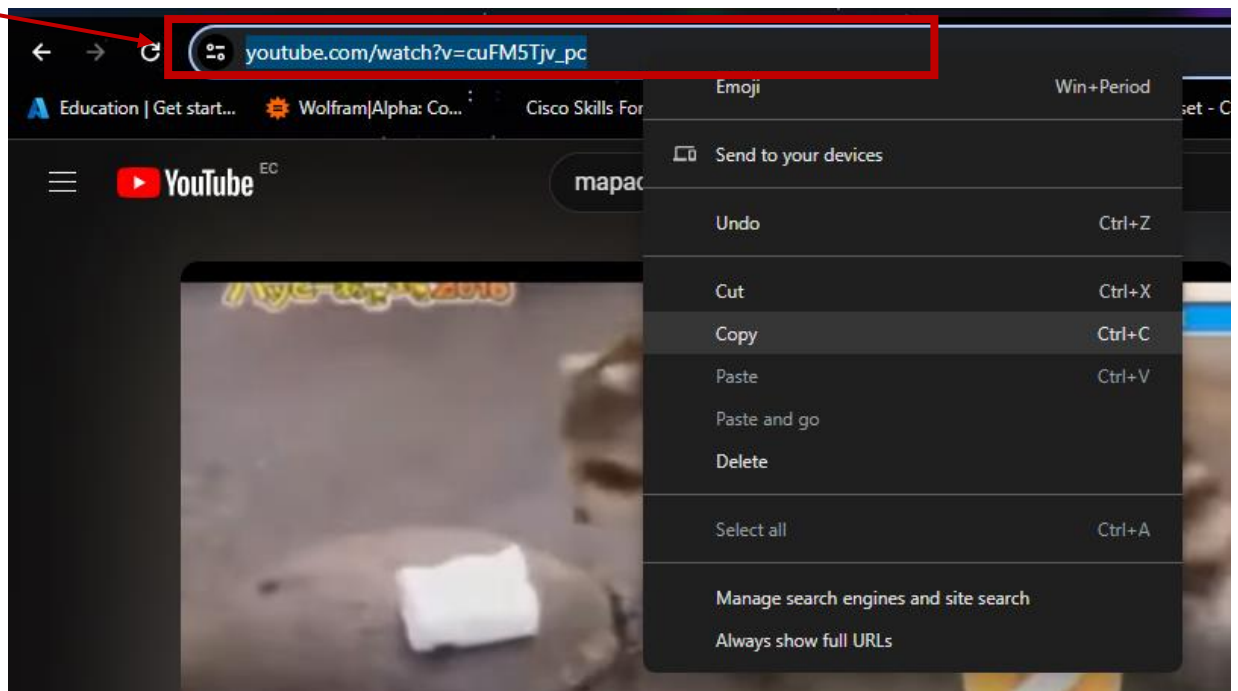 youtube.com/watch?v=cuFM5Tjv_pc
Education | Get start...
Wolfram|Alpha: Co...
Cisco Skills For
set - C
YouTube EC
mapac
Emoji Win+Period
Send to your devices
Undo Ctrl+Z
Cut Ctrl+X
Copy Ctrl+C
Paste Ctrl+V
Paste and go
Delete
Select all Ctrl+A
Manage search engines and site search
Always show full URLs